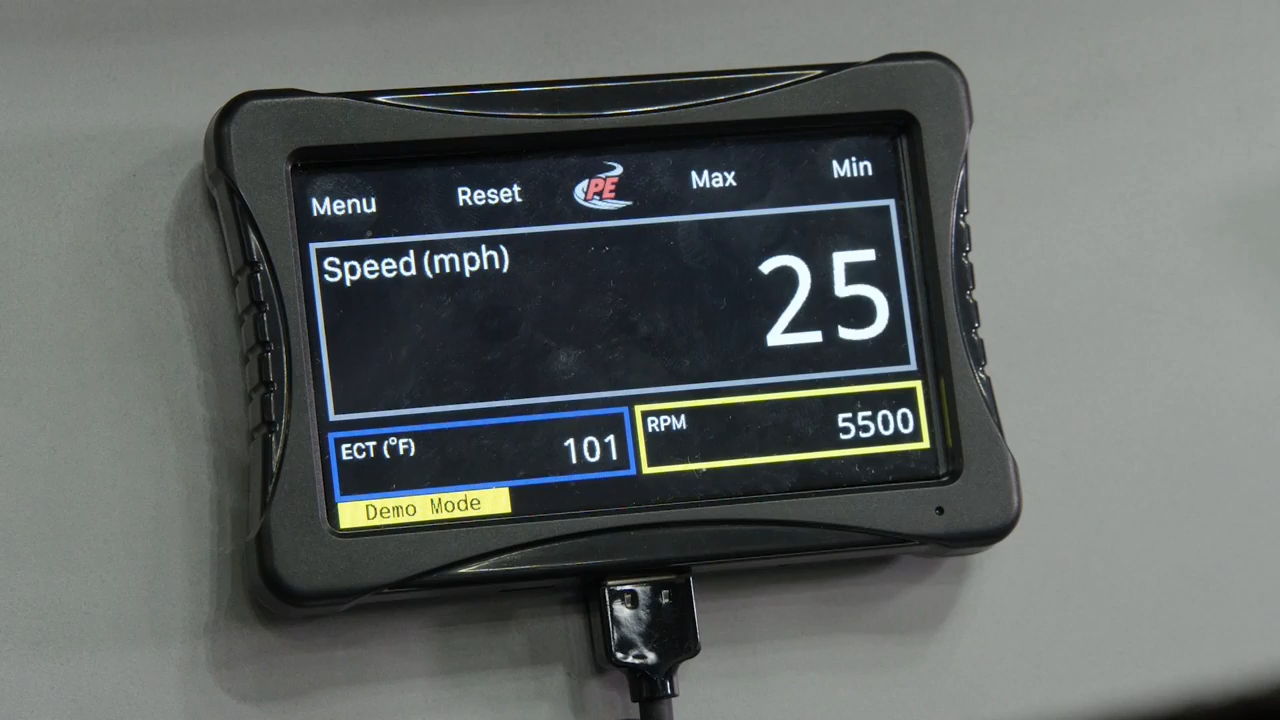 Menu Reset PE Max Min
Speed (mph) 25
ECT (°F) 101 RPM 5500
Demo Mode